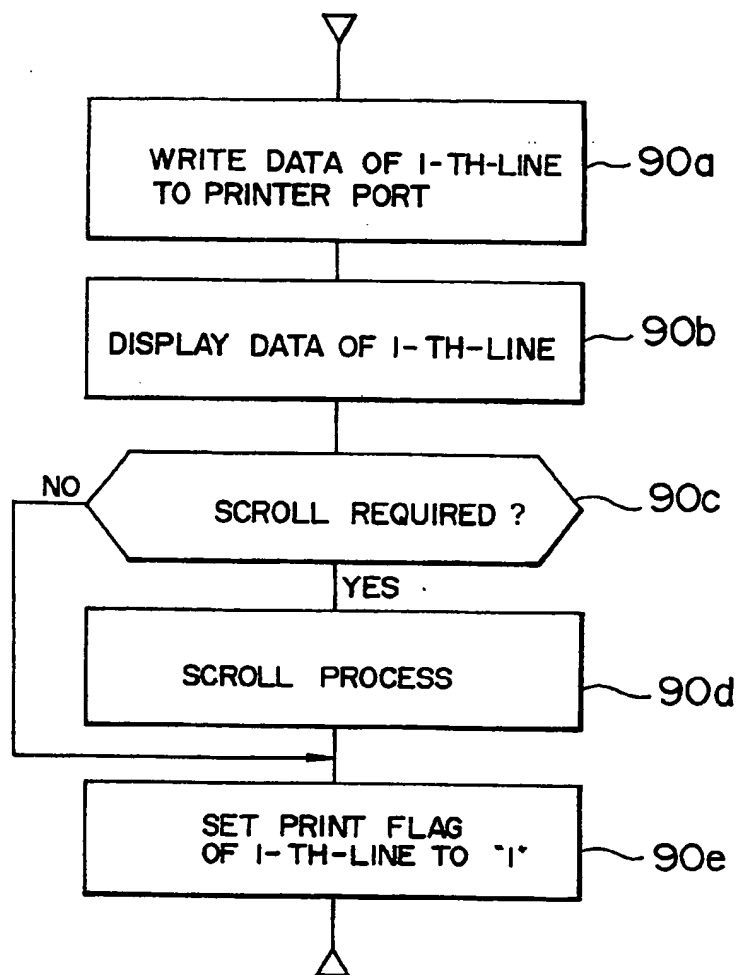 WRITE DATA OF I-TH-LINE
TO PRINTER PORT
90a
DISPLAY DATA OF I-TH-LINE
90b
NO
SCROLL REQUIRED ?
90c
YES
SCROLL PROCESS
90d
SET PRINT FLAG
OF I-TH-LINE TO "1"
90e